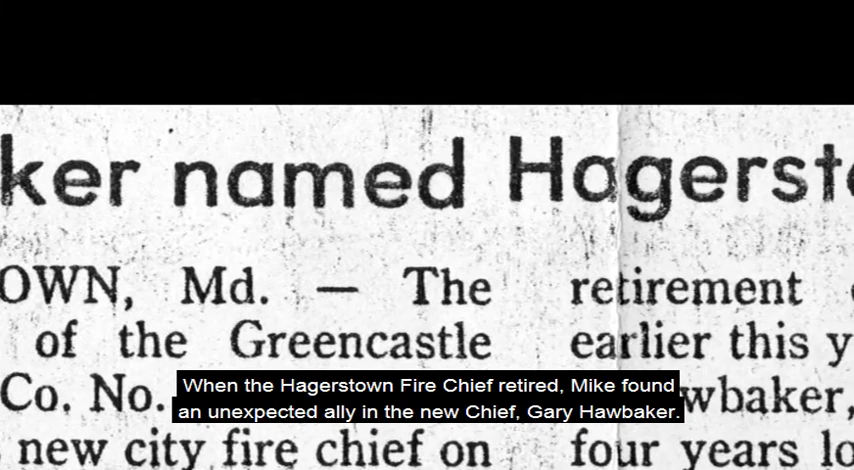 ker named Hagerst
OWN, Md. — The
of the Greencastle
Co. No.
new city fire chief on
retirement
earlier this y
wbaker,
four years lo
When the Hagerstown Fire Chief retired, Mike found
an unexpected ally in the new Chief, Gary Hawbaker.